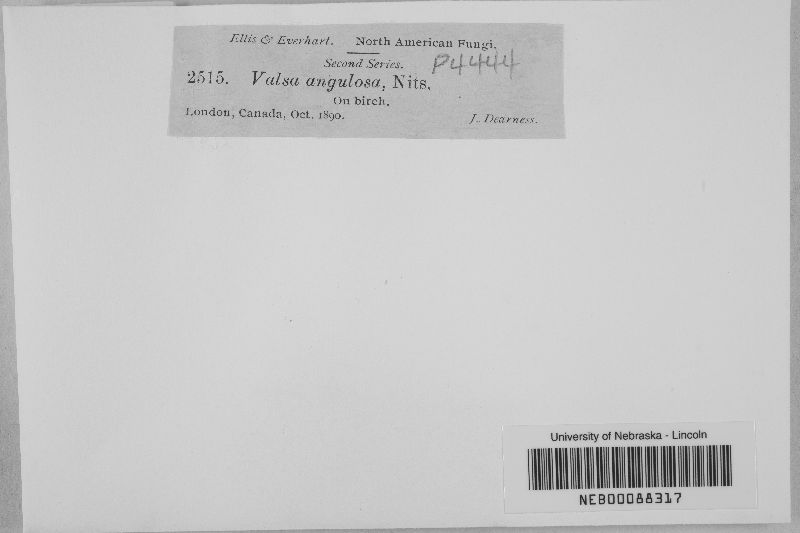 Ellis & Everhart. North American Fungi.
Second Series. P4444
2515. Valsa angulosa, Nits.
On birch.
London, Canada, Oct. 1890. J. Dearness.
University of Nebraska - Lincoln
NEB00088317